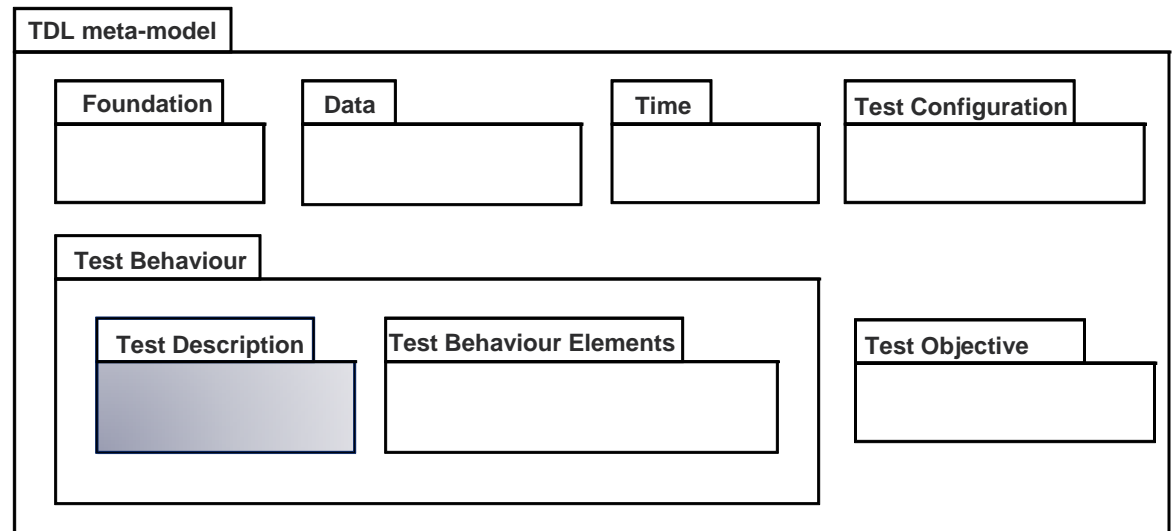 TDL meta-model
Foundation
Data
Time
Test Configuration
Test Behaviour
Test Description
Test Behaviour Elements
Test Objective